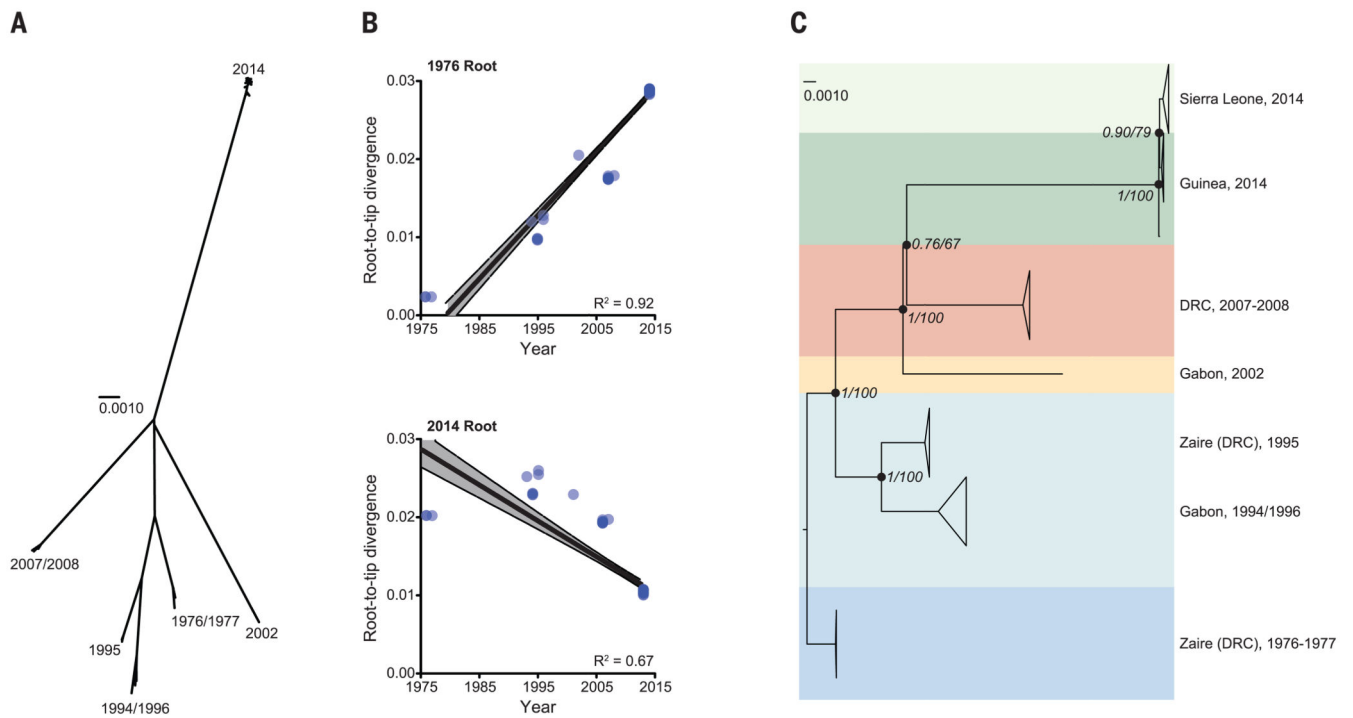 A
2014
0.0010
2007/2008
1976/1977
2002
1995
1994/1996
B
1976 Root
0.03
0.02
0.01
0.00
Root-to-tip divergence
R² = 0.92
1975 1985 1995 2005 2015
Year
2014 Root
0.03
0.02
0.01
0.00
Root-to-tip divergence
R² = 0.67
1975 1985 1995 2005 2015
Year
C
0.0010
Sierra Leone, 2014
0.90/79
Guinea, 2014
1/100
0.76/67
DRC, 2007-2008
1/100
Gabon, 2002
1/100
Zaire (DRC), 1995
1/100
Gabon, 1994/1996
Zaire (DRC), 1976-1977